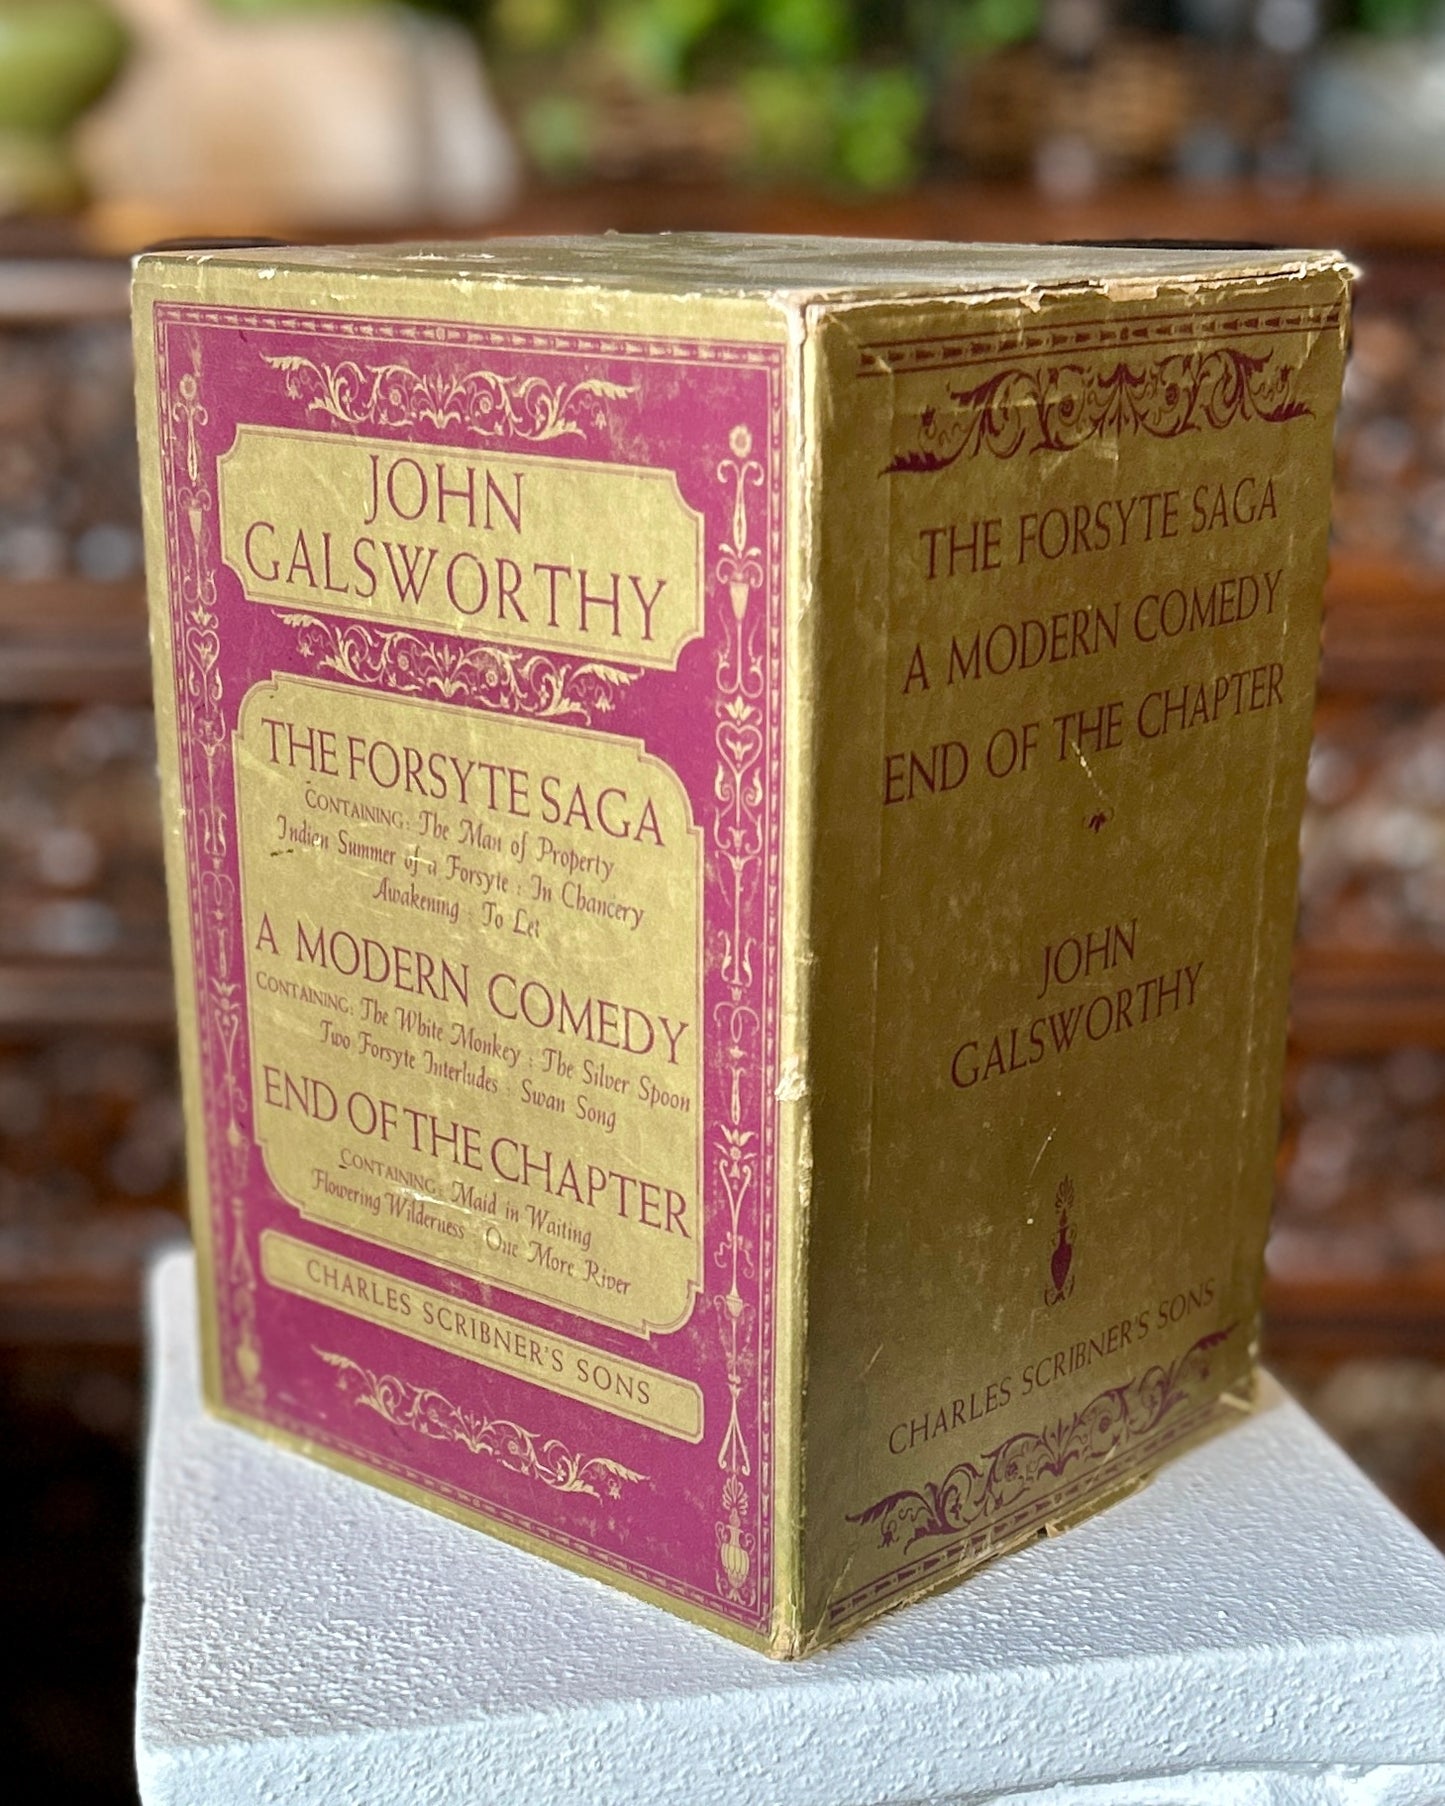 JOHN
GALSWORTHY
THE FORSYTE SAGA
CONTAINING: The Man of Property
Indian Summer of a Forsyte : In Chancery
Awakening : To Let
A MODERN COMEDY
CONTAINING: The White Monkey : The Silver Spoon
Two Forsyte Interludes : Swan Song
END OF THE CHAPTER
CONTAINING: Maid in Waiting
Flowering Wilderness : One More River
CHARLES SCRIBNER'S SONS
THE FORSYTE SAGA
A MODERN COMEDY
END OF THE CHAPTER
JOHN
GALSWORTHY
CHARLES SCRIBNER'S SONS